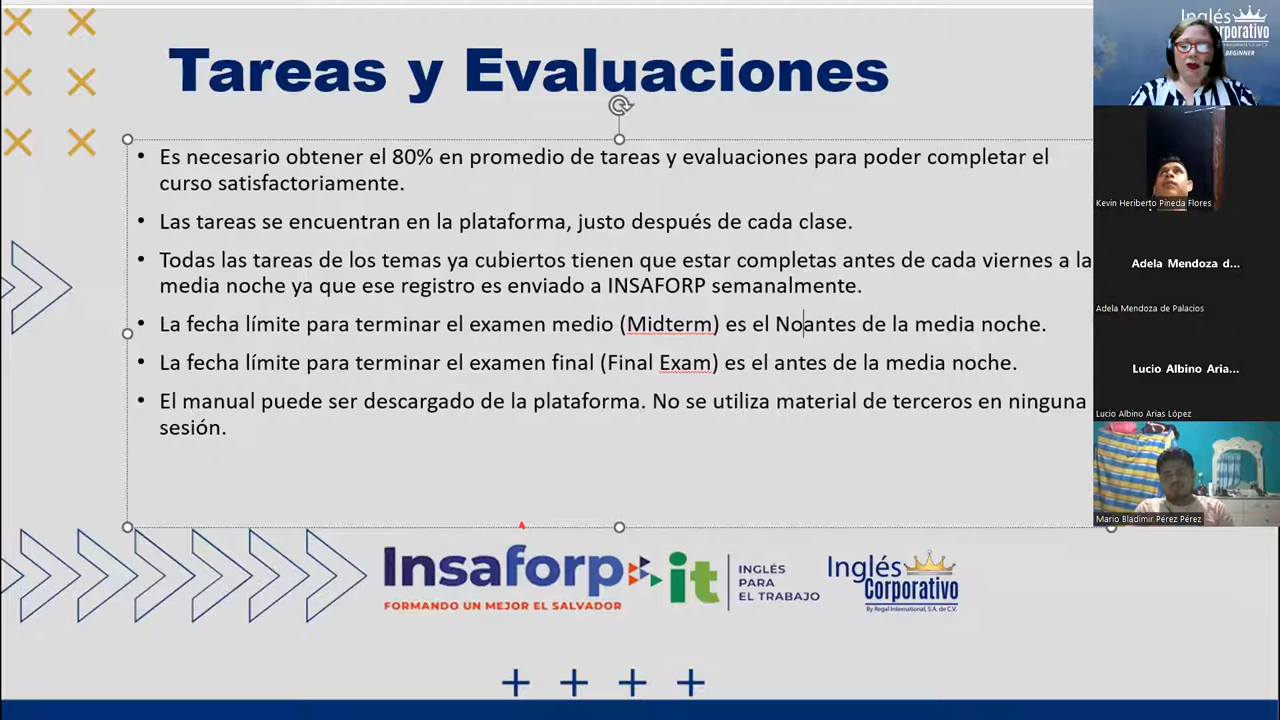 Tareas y Evaluaciones
• Es necesario obtener el 80% en promedio de tareas y evaluaciones para poder completar el
curso satisfactoriamente.
• Las tareas se encuentran en la plataforma, justo después de cada clase.
• Todas las tareas de los temas ya cubiertos tienen que estar completas antes de cada viernes a la
media noche ya que ese registro es enviado a INSAFORP semanalmente.
• La fecha límite para terminar el examen medio (Midterm) es el Noantes de la media noche.
• La fecha límite para terminar el examen final (Final Exam) es el antes de la media noche.
• El manual puede ser descargado de la plataforma. No se utiliza material de terceros en ninguna
sesión.
Insaforp
FORMANDO UN MEJOR EL SALVADOR
it
INGLÉS
PARA
EL TRABAJO
Inglés
Corporativo
By Regal International, S.A. de C.V.
Inglés
Corporativo
BEGINNER
Kevin Heriberto Pineda Flores
Adela Mendoza d...
Adela Mendoza de Palacios
Lucio Albino Aria...
Lucio Albino Arias López
Mario Bladimir Pérez Pérez